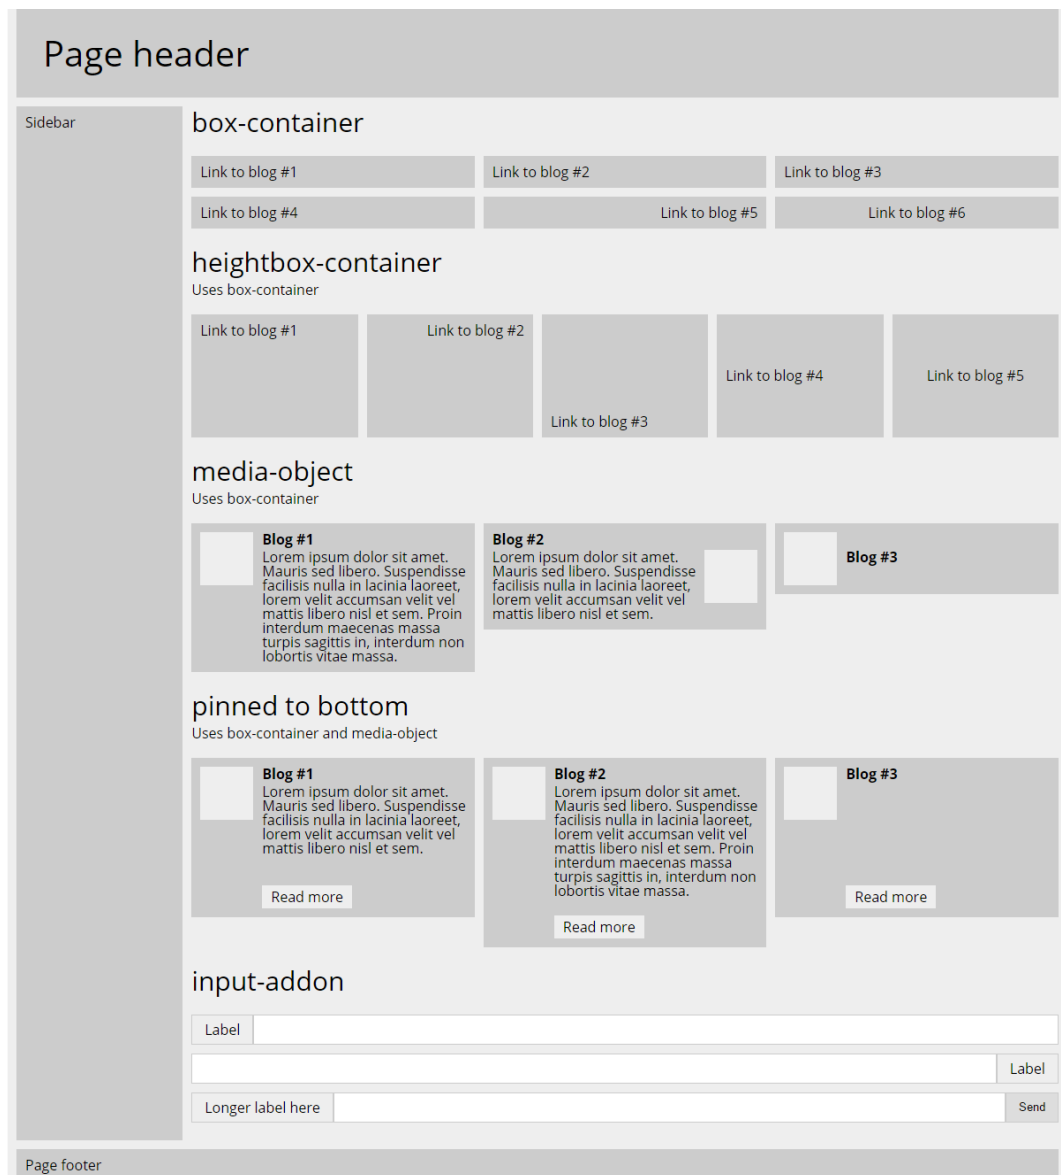 Page header
Sidebar
box-container
Link to blog #1
Link to blog #2
Link to blog #3
Link to blog #4
Link to blog #5
Link to blog #6
heightbox-container
Uses box-container
Link to blog #1
Link to blog #2
Link to blog #3
Link to blog #4
Link to blog #5
media-object
Uses box-container
Blog #1
Lorem ipsum dolor sit amet.
Mauris sed libero. Suspendisse
facilisis nulla in lacinia laoreet,
lorem velit accumsan velit vel
mattis libero nisl et sem. Proin
interdum maecenas massa
turpis sagittis in, interdum non
lobortis vitae massa.
Blog #2
Lorem ipsum dolor sit amet.
Mauris sed libero. Suspendisse
facilisis nulla in lacinia laoreet,
lorem velit accumsan velit vel
mattis libero nisl et sem.
Blog #3
pinned to bottom
Uses box-container and media-object
Blog #1
Lorem ipsum dolor sit amet.
Mauris sed libero. Suspendisse
facilisis nulla in lacinia laoreet,
lorem velit accumsan velit vel
mattis libero nisl et sem.
Read more
Blog #2
Lorem ipsum dolor sit amet.
Mauris sed libero. Suspendisse
facilisis nulla in lacinia laoreet,
lorem velit accumsan velit vel
mattis libero nisl et sem. Proin
interdum maecenas massa
turpis sagittis in, interdum non
lobortis vitae massa.
Read more
Blog #3
Read more
input-addon
Label
Label
Longer label here
Send
Page footer